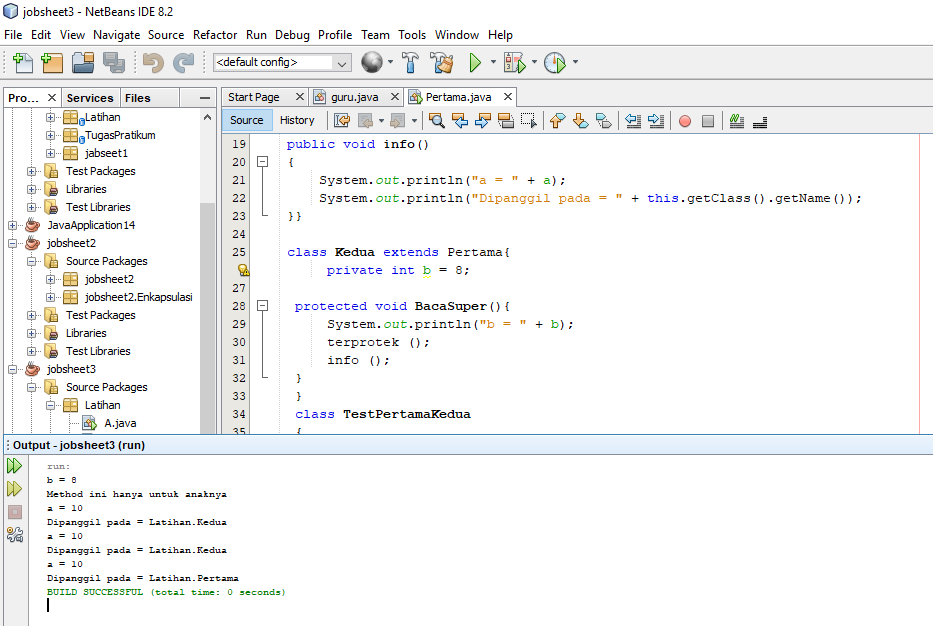 jobsheet3 - NetBeans IDE 8.2
File Edit View Navigate Source Refactor Run Debug Profile Team Tools Window Help
<default config>
Pro... Services Files
Latihan
TugasPratikum
jabseet1
Test Packages
Libraries
Test Libraries
JavaApplication14
jobsheet2
Source Packages
jobsheet2
jobsheet2.Enkapsulasi
Test Packages
Libraries
Test Libraries
jobsheet3
Source Packages
Latihan
A.java
Start Page guru.java Pertama.java
Source History
19 public void info()
20 {
21 System.out.println("a = " + a);
22 System.out.println("Dipanggil pada = " + this.getClass().getName());
23 }}
24
25 class Kedua extends Pertama{
private int b = 8;
27
28 protected void BacaSuper(){
29 System.out.println("b = " + b);
30 terprotek ();
31 info ();
32 }
33 }
34 class TestPertamaKedua
35 {
Output - jobsheet3 (run)
run:
b = 8
Method ini hanya untuk anaknya
a = 10
Dipanggil pada = Latihan.Kedua
a = 10
Dipanggil pada = Latihan.Kedua
a = 10
Dipanggil pada = Latihan.Pertama
BUILD SUCCESSFUL (total time: 0 seconds)